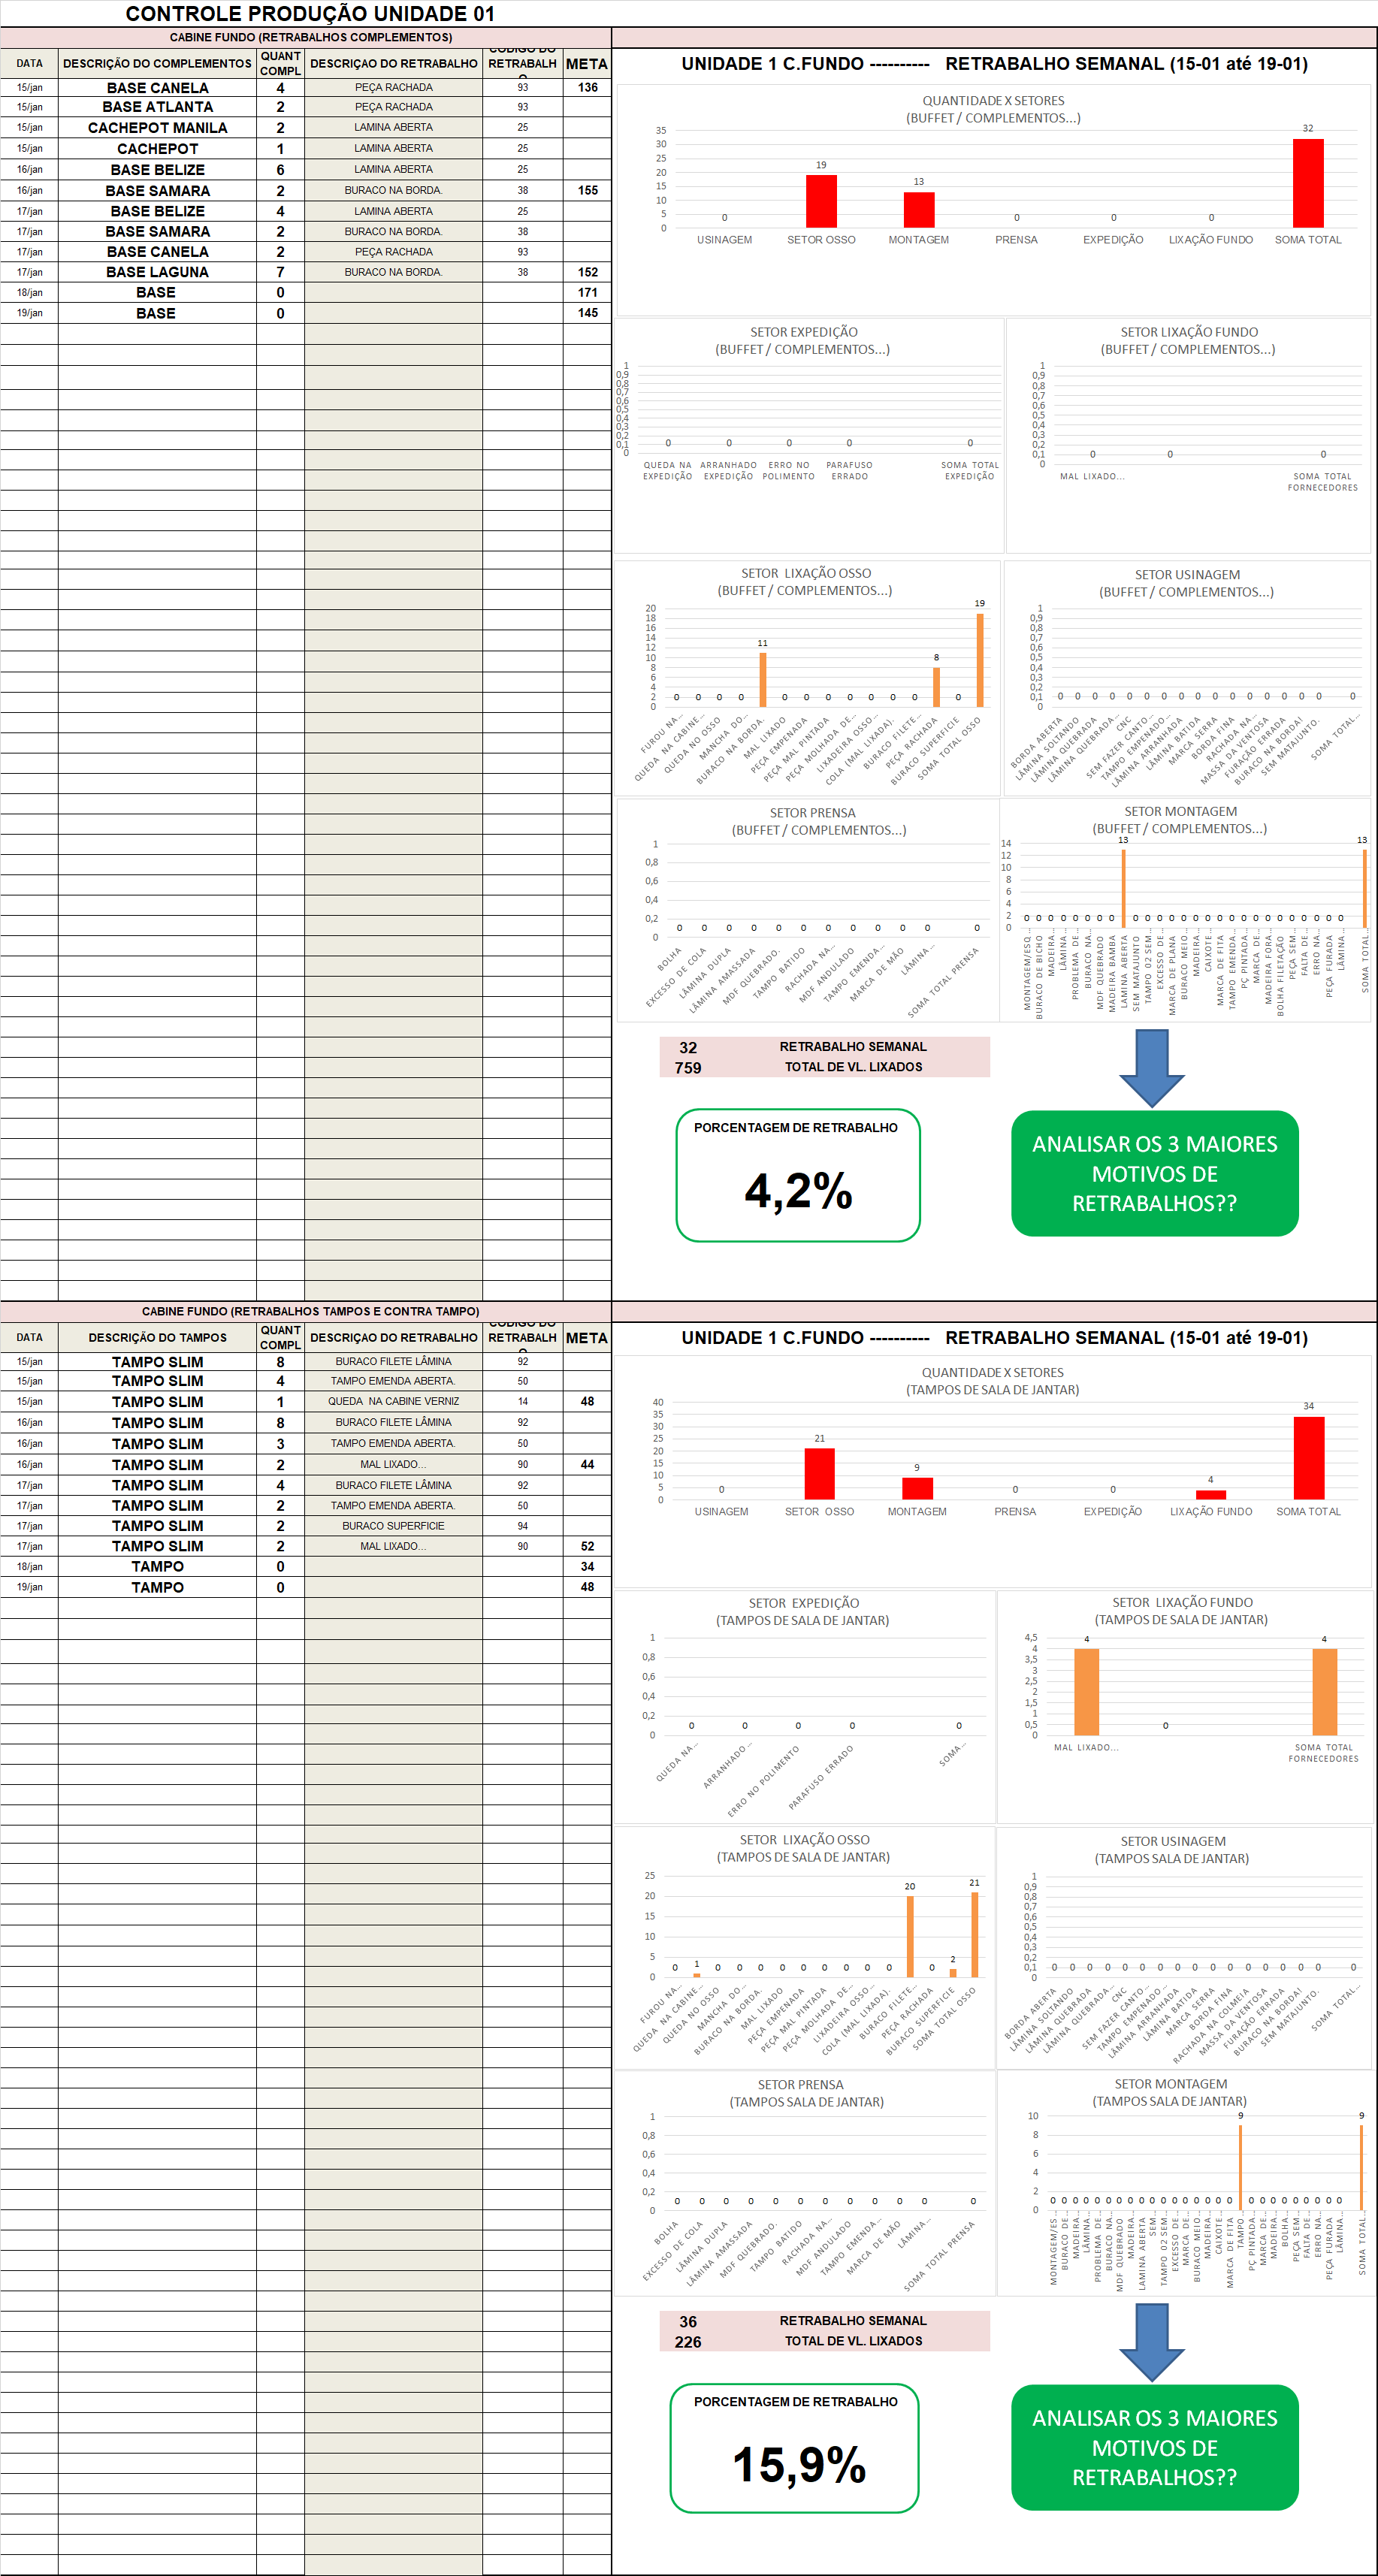 CONTROLE PRODUÇÃO UNIDADE 01
CABINE FUNDO (RETRABALHOS COMPLEMENTOS)
DATA DESCRIÇÃO DO COMPLEMENTOS QUANT COMPL DESCRIÇAO DO RETRABALHO CODIGO DO RETRABALHO META
15/jan BASE CANELA 4 PEÇA RACHADA 93 136
15/jan BASE ATLANTA 2 PEÇA RACHADA 93
15/jan CACHEPOT MANILA 2 LAMINA ABERTA 25
15/jan CACHEPOT 1 LAMINA ABERTA 25
16/jan BASE BELIZE 6 LAMINA ABERTA 25
16/jan BASE SAMARA 2 BURACO NA BORDA. 38 155
17/jan BASE BELIZE 4 LAMINA ABERTA 25
17/jan BASE SAMARA 2 BURACO NA BORDA. 38
17/jan BASE CANELA 2 PEÇA RACHADA 93
17/jan BASE LAGUNA 7 BURACO NA BORDA. 38 152
18/jan BASE 0 171
19/jan BASE 0 145
UNIDADE 1 C.FUNDO ---------- RETRABALHO SEMANAL (15-01 até 19-01)
QUANTIDADE X SETORES
(BUFFET / COMPLEMENTOS...)
35
30
25
20
15
10
5
0
0 19 13 0 0 0 32
USINAGEM SETOR OSSO MONTAGEM PRENSA EXPEDIÇÃO LIXAÇÃO FUNDO SOMA TOTAL
SETOR EXPEDIÇÃO
(BUFFET / COMPLEMENTOS...)
1
0,9
0,8
0,7
0,6
0,5
0,4
0,3
0,2
0,1
0
0 0 0 0 0
QUEDA NA EXPEDIÇÃO ARRANHADO EXPEDIÇÃO ERRO NO POLIMENTO PARAFUSO ERRADO SOMA TOTAL EXPEDIÇÃO
SETOR LIXAÇÃO FUNDO
(BUFFET / COMPLEMENTOS...)
1
0,9
0,8
0,7
0,6
0,5
0,4
0,3
0,2
0,1
0
0 0 0
MAL LIXADO... SOMA TOTAL FORNECEDORES
SETOR LIXAÇÃO OSSO
(BUFFET / COMPLEMENTOS...)
20
18
16
14
12
10
8
6
4
2
0
0 0 0 0 11 0 0 0 0 0 0 0 8 0 19
FUROU NA...
QUEDA NA CABINE...
QUEDA NO OSSO
MANCHA DO...
BURACO NA BORDA.
MAL LIXADO
PEÇA EMPENADA
PEÇA MAL PINTADA
PEÇA MOLHADA DE...
LIXADEIRA OSSO...
COLA (MAL LIXADA).
BURACO FILETE...
PEÇA RACHADA
BURACO SUPERFICIE
SOMA TOTAL OSSO
SETOR USINAGEM
(BUFFET / COMPLEMENTOS...)
1
0,9
0,8
0,7
0,6
0,5
0,4
0,3
0,2
0,1
0
0 0 0 0 0 0 0 0 0 0 0 0 0 0 0 0 0
BORDA ABERTA
LÂMINA SOLTANDO
LÂMINA QUEBRADA
LÂMINA QUEBRADA...
CNC
SEM FAZER CANTO...
TAMPO EMPENADO...
LÂMINA ARRANHADA
LÂMINA BATIDA
MARCA SERRA
BORDA FINA
RACHADA NA...
MASSA DA VENTOSA
FURAÇÃO ERRADA
BURACO NA BORDA!
SEM MATAJUNTO.
SOMA TOTAL...
SETOR PRENSA
(BUFFET / COMPLEMENTOS...)
1
0,8
0,6
0,4
0,2
0
0 0 0 0 0 0 0 0 0 0 0 0
BOLHA
EXCESSO DE COLA
LÂMINA DUPLA
LÂMINA AMASSADA
MDF QUEBRADO.
TAMPO BATIDO
RACHADA NA...
MDF ANDULADO
TAMPO EMENDA...
MARCA DE MÃO
LÂMINA...
SOMA TOTAL PRENSA
SETOR MONTAGEM
(BUFFET / COMPLEMENTOS...)
14
12
10
8
6
4
2
0
0 0 0 0 0 0 0 0 13 0 0 0 0 0 0 0 0 0 0 0 0 0 0 0 0 0 13
MONTAGEM/ESQ...
BURACO DE BICHO
MADEIRA...
LÂMINA...
PROBLEMA DE...
BURACO NA...
MDF QUEBRADO
MADEIRA BAMBA
LAMINA ABERTA
SEM MATAJUNTO
TAMPO 02 SEM...
EXCESSO DE...
MARCA DE PLANA
BURACO MEIO...
MADEIRA...
CAIXOTE...
MARCA DE FITA
TAMPO EMENDA...
PÇ PINTADA...
MARCA DE...
MADEIRA FORA...
BOLHA FILETAÇÃO
PEÇA SEM...
FALTA DE...
ERRO NA...
PEÇA FURADA
LÂMINA...
SOMA TOTAL...
32 RETRABALHO SEMANAL
759 TOTAL DE VL. LIXADOS
PORCENTAGEM DE RETRABALHO
4,2%
ANALISAR OS 3 MAIORES
MOTIVOS DE
RETRABALHOS??
CABINE FUNDO (RETRABALHOS TAMPOS E CONTRA TAMPO)
DATA DESCRIÇÃO DO TAMPOS QUANT COMPL DESCRIÇAO DO RETRABALHO CODIGO DO RETRABALHO META
15/jan TAMPO SLIM 8 BURACO FILETE LÂMINA 92
15/jan TAMPO SLIM 4 TAMPO EMENDA ABERTA. 50
15/jan TAMPO SLIM 1 QUEDA NA CABINE VERNIZ 14 48
16/jan TAMPO SLIM 8 BURACO FILETE LÂMINA 92
16/jan TAMPO SLIM 3 TAMPO EMENDA ABERTA. 50
16/jan TAMPO SLIM 2 MAL LIXADO... 90 44
17/jan TAMPO SLIM 4 BURACO FILETE LÂMINA 92
17/jan TAMPO SLIM 2 TAMPO EMENDA ABERTA. 50
17/jan TAMPO SLIM 2 BURACO SUPERFICIE 94
17/jan TAMPO SLIM 2 MAL LIXADO... 90 52
18/jan TAMPO 0 34
19/jan TAMPO 0 48
UNIDADE 1 C.FUNDO ---------- RETRABALHO SEMANAL (15-01 até 19-01)
QUANTIDADE X SETORES
(TAMPOS DE SALA DE JANTAR)
40
35
30
25
20
15
10
5
0
0 21 9 0 0 4 34
USINAGEM SETOR OSSO MONTAGEM PRENSA EXPEDIÇÃO LIXAÇÃO FUNDO SOMA TOTAL
SETOR EXPEDIÇÃO
(TAMPOS DE SALA DE JANTAR)
1
0,8
0,6
0,4
0,2
0
0 0 0 0 0
QUEDA NA...
ARRANHADO...
ERRO NO POLIMENTO
PARAFUSO ERRADO
SOMA...
SETOR LIXAÇÃO FUNDO
(TAMPOS DE SALA DE JANTAR)
4,5
4
3,5
3
2,5
2
1,5
1
0,5
0
4 0 4
MAL LIXADO... SOMA TOTAL FORNECEDORES
SETOR LIXAÇÃO OSSO
(TAMPOS DE SALA DE JANTAR)
25
20
15
10
5
0
0 1 0 0 0 0 0 0 0 0 0 20 0 2 21
FUROU NA...
QUEDA NA CABINE...
QUEDA NO OSSO
MANCHA DO...
BURACO NA BORDA.
MAL LIXADO
PEÇA EMPENADA
PEÇA MAL PINTADA
PEÇA MOLHADA DE...
LIXADEIRA OSSO...
COLA (MAL LIXADA).
BURACO FILETE...
PEÇA RACHADA
BURACO SUPERFICIE
SOMA TOTAL OSSO
SETOR USINAGEM
(TAMPOS SALA DE JANTAR)
1
0,9
0,8
0,7
0,6
0,5
0,4
0,3
0,2
0,1
0
0 0 0 0 0 0 0 0 0 0 0 0 0 0 0 0 0
BORDA ABERTA
LÂMINA SOLTANDO
LÂMINA QUEBRADA
LÂMINA QUEBRADA...
CNC
SEM FAZER CANTO...
TAMPO EMPENADO...
LÂMINA ARRANHADA
LÂMINA BATIDA
MARCA SERRA
BORDA FINA
RACHADA NA COLMEIA
MASSA DA VENTOSA
FURAÇÃO ERRADA
BURACO NA BORDA!
SEM MATAJUNTO.
SOMA TOTAL...
SETOR PRENSA
(TAMPOS SALA DE JANTAR)
1
0,8
0,6
0,4
0,2
0
0 0 0 0 0 0 0 0 0 0 0 0
BOLHA
EXCESSO DE COLA
LÂMINA DUPLA
LÂMINA AMASSADA
MDF QUEBRADO.
TAMPO BATIDO
RACHADA NA...
MDF ANDULADO
TAMPO EMENDA...
MARCA DE MÃO
LÂMINA...
SOMA TOTAL PRENSA
SETOR MONTAGEM
(TAMPOS SALA DE JANTAR)
10
8
6
4
2
0
0 0 0 0 0 0 0 0 0 0 0 0 0 0 0 0 0 9 0 0 0 0 0 0 0 0 0 9
MONTAGEM/ES...
BURACO DE...
MADEIRA...
LÂMINA...
PROBLEMA DE...
BURACO NA...
MDF QUEBRADO
MADEIRA...
LAMINA ABERTA
SEM...
TAMPO 02 SEM...
EXCESSO DE...
MARCA DE...
BURACO MEIO...
MADEIRA...
CAIXOTE...
MARCA DE FITA
TAMPO...
PÇ PINTADA...
MARCA DE...
MADEIRA...
BOLHA...
PEÇA SEM...
FALTA DE...
ERRO NA...
PEÇA FURADA
LÂMINA...
SOMA TOTAL...
36 RETRABALHO SEMANAL
226 TOTAL DE VL. LIXADOS
PORCENTAGEM DE RETRABALHO
15,9%
ANALISAR OS 3 MAIORES
MOTIVOS DE
RETRABALHOS??